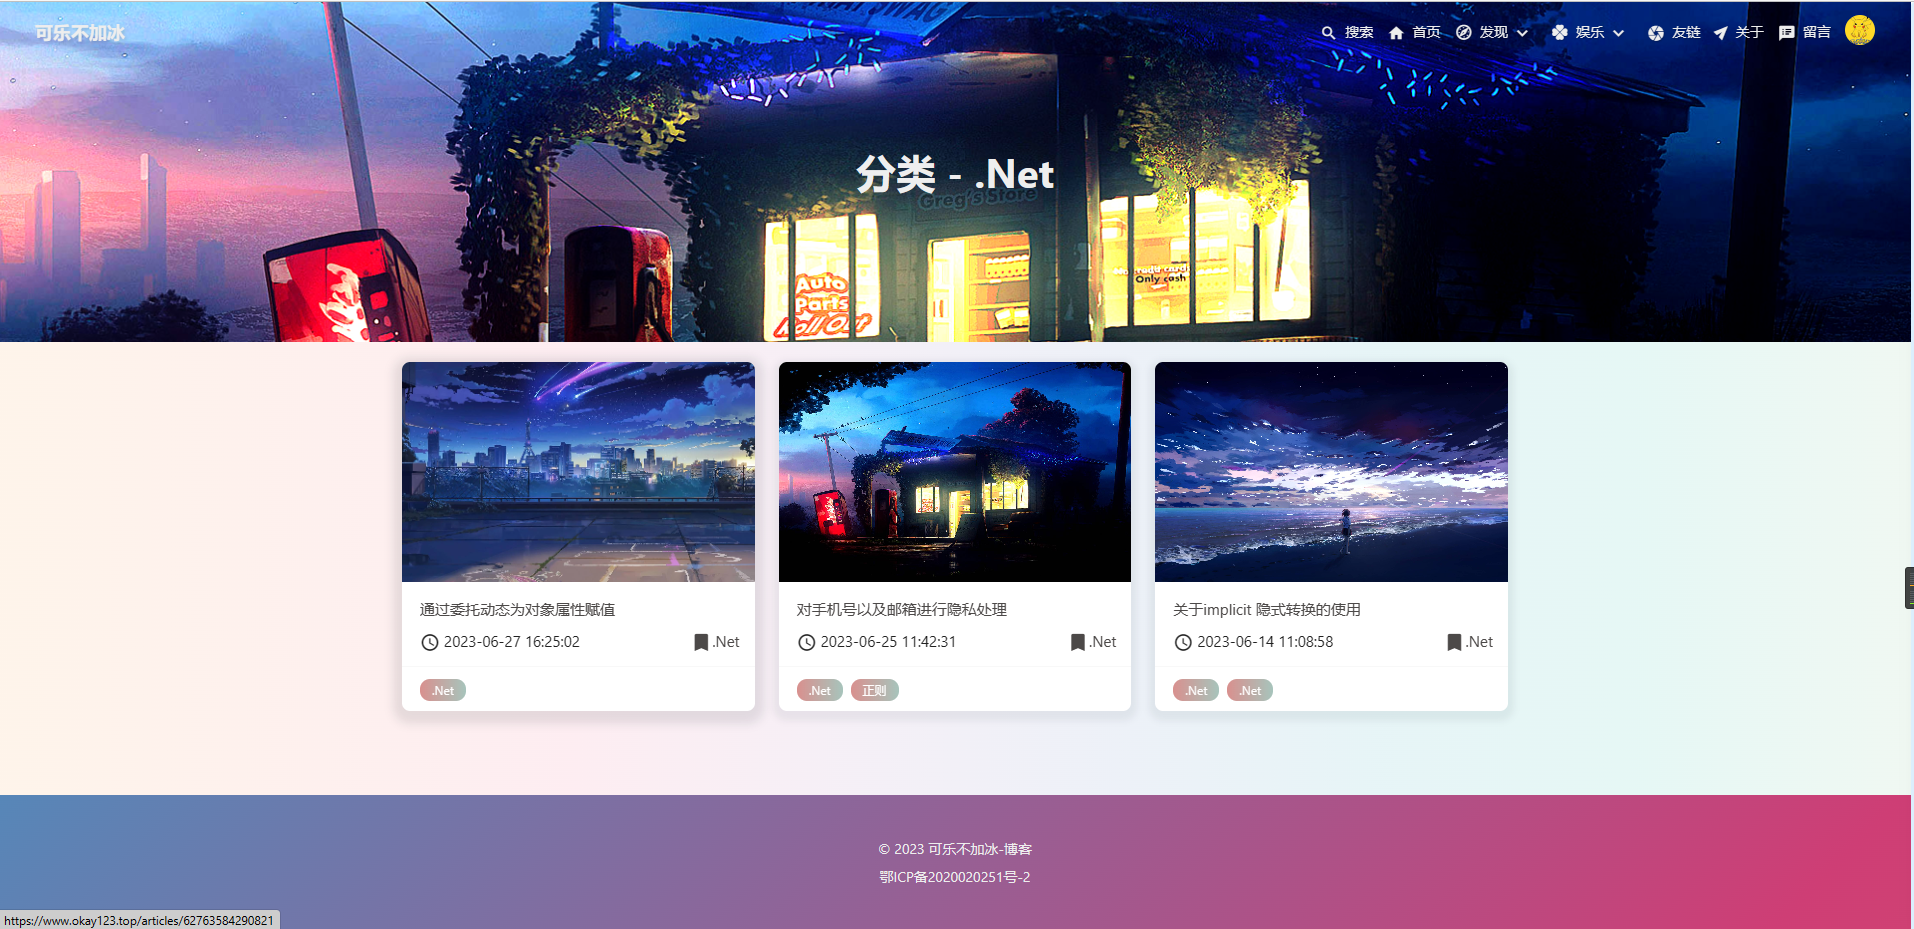 可乐不加冰
搜索 首页 发现 娱乐 友链 关于 留言
分类 - .Net
Greg's Store
Auto
Parts
Roll Out
Only cash
通过委托动态为对象属性赋值
2023-06-27 16:25:02 .Net
.Net
对手机号以及邮箱进行隐私处理
2023-06-25 11:42:31 .Net
.Net 正则
关于implicit 隐式转换的使用
2023-06-14 11:08:58 .Net
.Net .Net
© 2023 可乐不加冰-博客
鄂ICP备2020020251号-2
https://www.okay123.top/articles/62763584290821